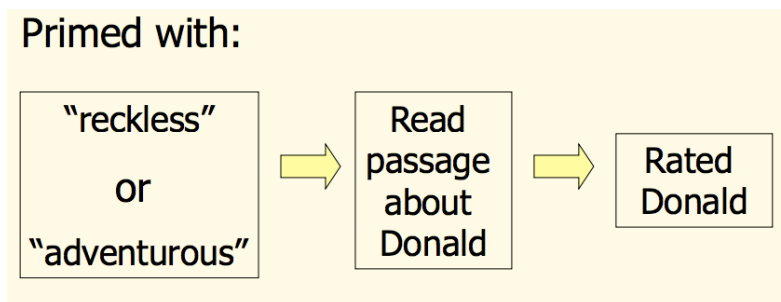 Primed with:
“reckless”
or
“adventurous”
Read
passage
about
Donald
Rated
Donald